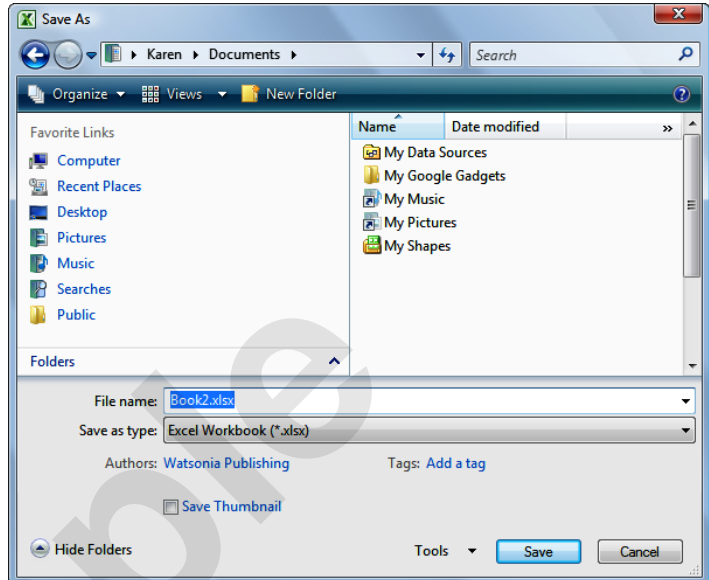 Save As
Karen Documents
Search
Organize Views New Folder
Favorite Links
Computer
Recent Places
Desktop
Pictures
Music
Searches
Public
Folders
Name Date modified »
My Data Sources
My Google Gadgets
My Music
My Pictures
My Shapes
File name: Book2.xlsx
Save as type: Excel Workbook (*.xlsx)
Authors: Watsonia Publishing Tags: Add a tag
Save Thumbnail
Hide Folders Tools Save Cancel
ple